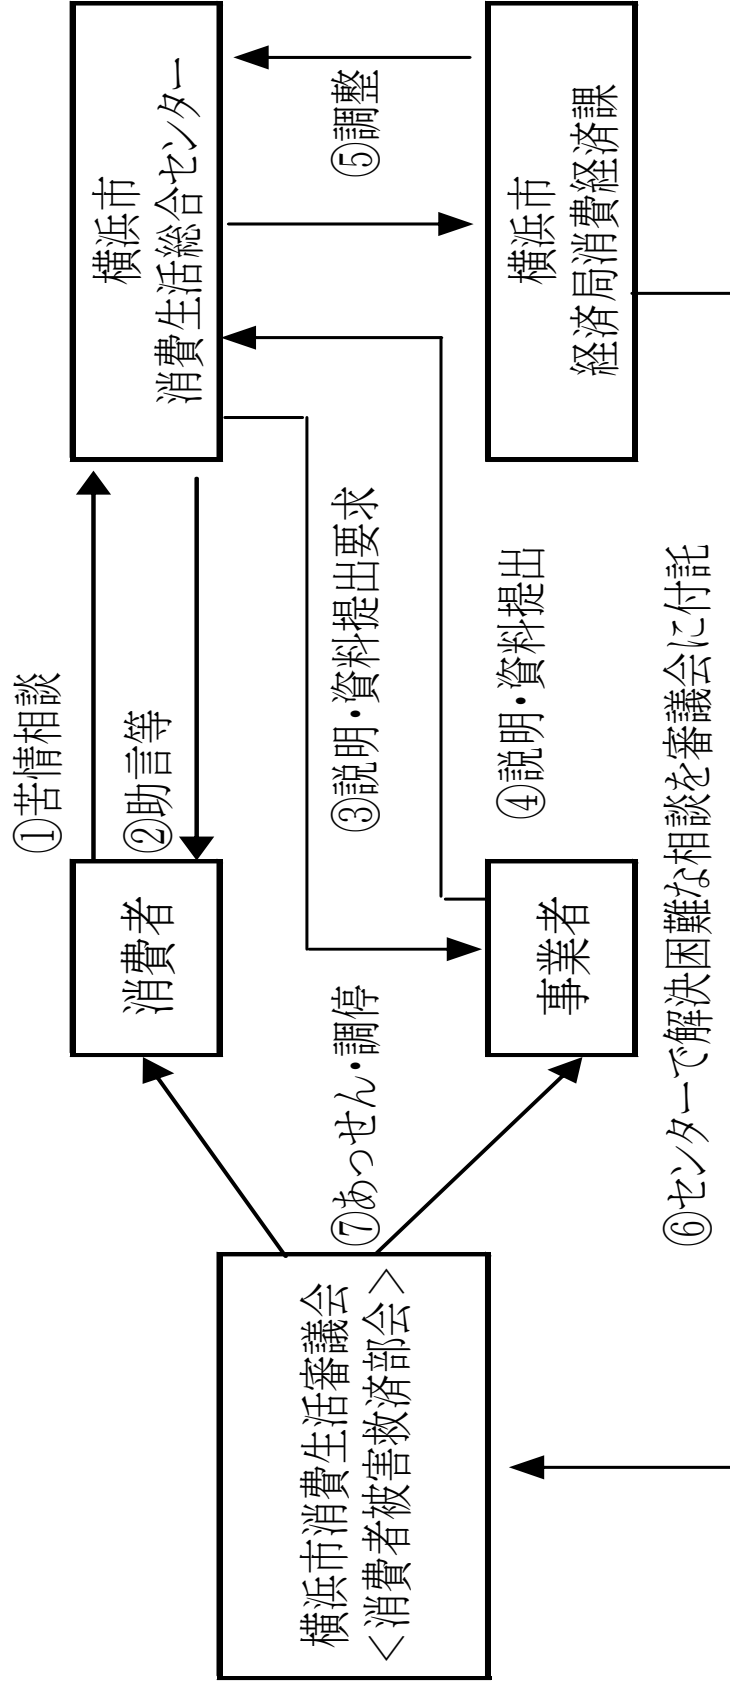 ①苦情相談
②助言等
横浜市
消費生活総合センター
消費者
③説明・資料提出要求
④説明・資料提出
⑤調整
横浜市
経済局消費経済課
事業者
⑦あっせん・調停
横浜市消費生活審議会
<消費者被害救済部会>
⑥センターで解決困難な相談を審議会に付託